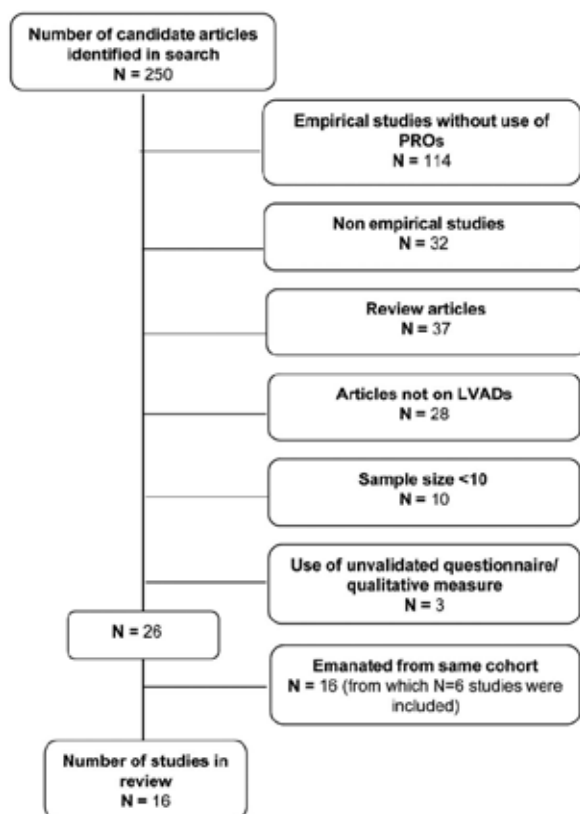 Number of candidate articles
identified in search
N = 250
Empirical studies without use of
PROs
N = 114
Non empirical studies
N = 32
Review articles
N = 37
Articles not on LVADs
N = 28
Sample size <10
N = 10
Use of unvalidated questionnaire/
qualitative measure
N = 3
N = 26
Emanated from same cohort
N = 16 (from which N=6 studies were
included)
Number of studies in
review
N = 16